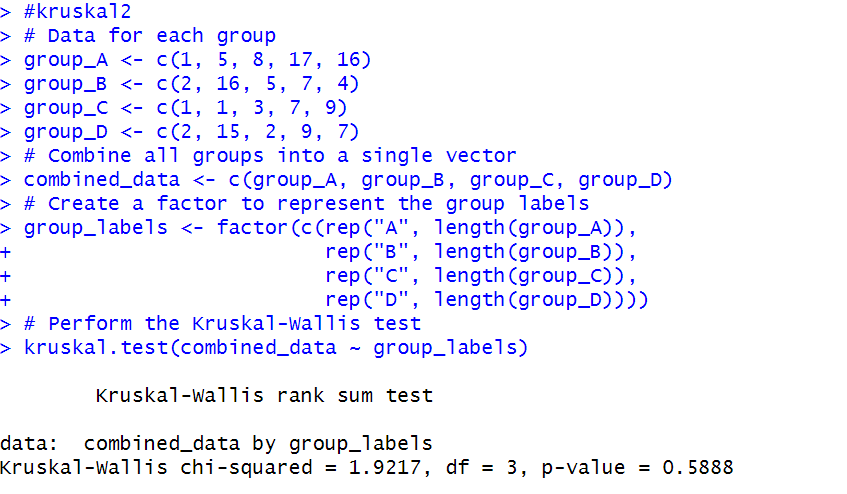 > #kruskal2
> # Data for each group
> group_A <- c(1, 5, 8, 17, 16)
> group_B <- c(2, 16, 5, 7, 4)
> group_C <- c(1, 1, 3, 7, 9)
> group_D <- c(2, 15, 2, 9, 7)
> # Combine all groups into a single vector
> combined_data <- c(group_A, group_B, group_C, group_D)
> # Create a factor to represent the group labels
> group_labels <- factor(c(rep("A", length(group_A)),
+                          rep("B", length(group_B)),
+                          rep("C", length(group_C)),
+                          rep("D", length(group_D))))
> # Perform the Kruskal-Wallis test
> kruskal.test(combined_data ~ group_labels)
        Kruskal-Wallis rank sum test
data:  combined_data by group_labels
Kruskal-Wallis chi-squared = 1.9217, df = 3, p-value = 0.5888